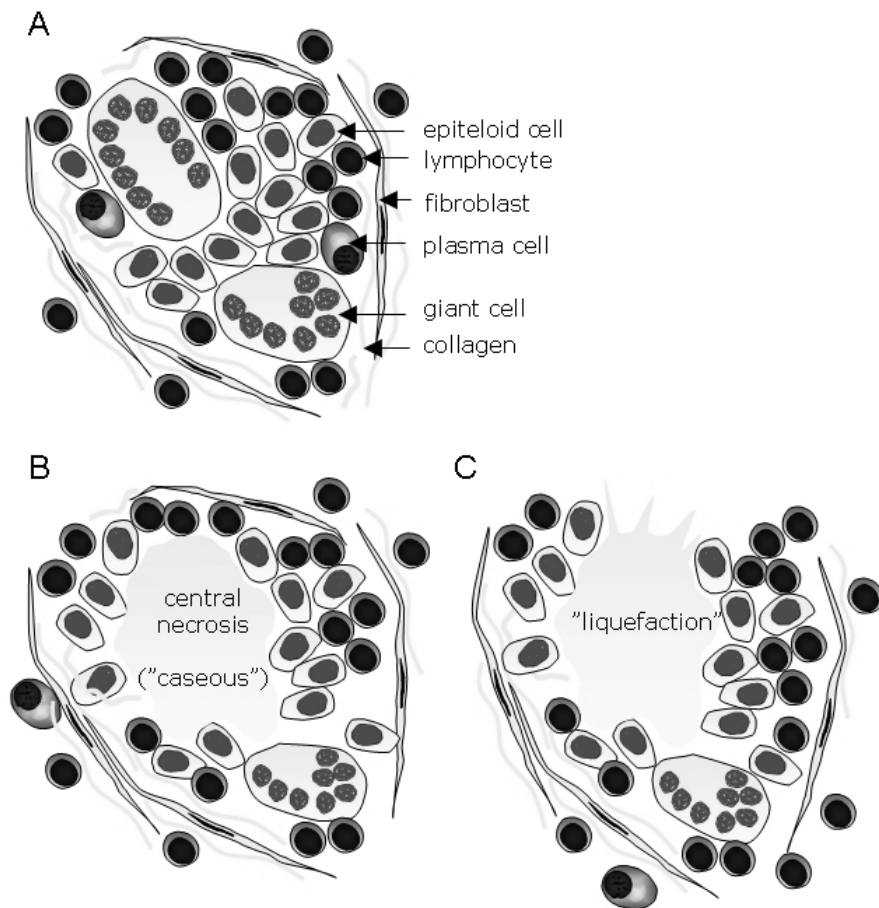 A
epiteloid cell
lymphocyte
fibroblast
plasma cell
giant cell
collagen
B
central
necrosis
("caseous")
C
"liquefaction"